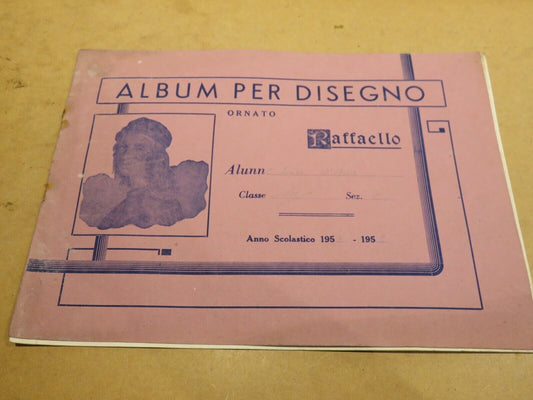 ALBUM PER DISEGNO
ORNATO
Raffaello
Alunn
Classe Sez.
Anno Scolastico 195 - 195